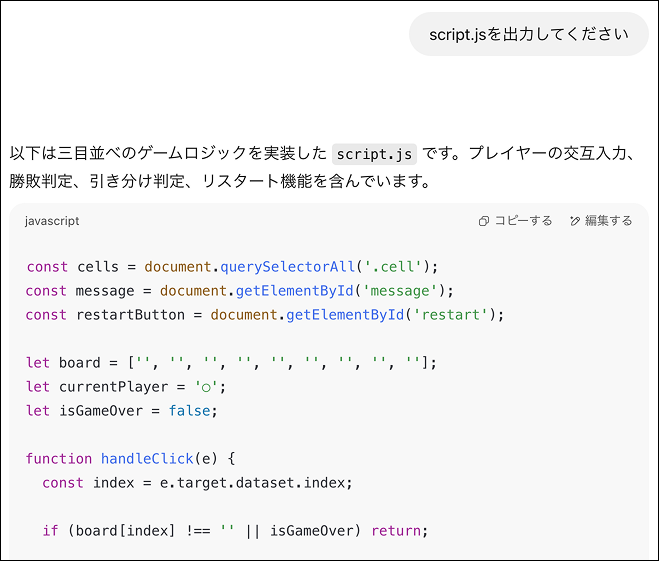 script.jsを出力してください
以下は三目並べのゲームロジックを実装した script.js です。プレイヤーの交互入力、
勝敗判定、引き分け判定、リスタート機能を含んでいます。
javascript コピーする 編集する
const cells = document.querySelectorAll('.cell');
const message = document.getElementById('message');
const restartButton = document.getElementById('restart');

let board = ['', '', '', '', '', '', '', '', ''];
let currentPlayer = '○';
let isGameOver = false;

function handleClick(e) {
  const index = e.target.dataset.index;

  if (board[index] !== '' || isGameOver) return;